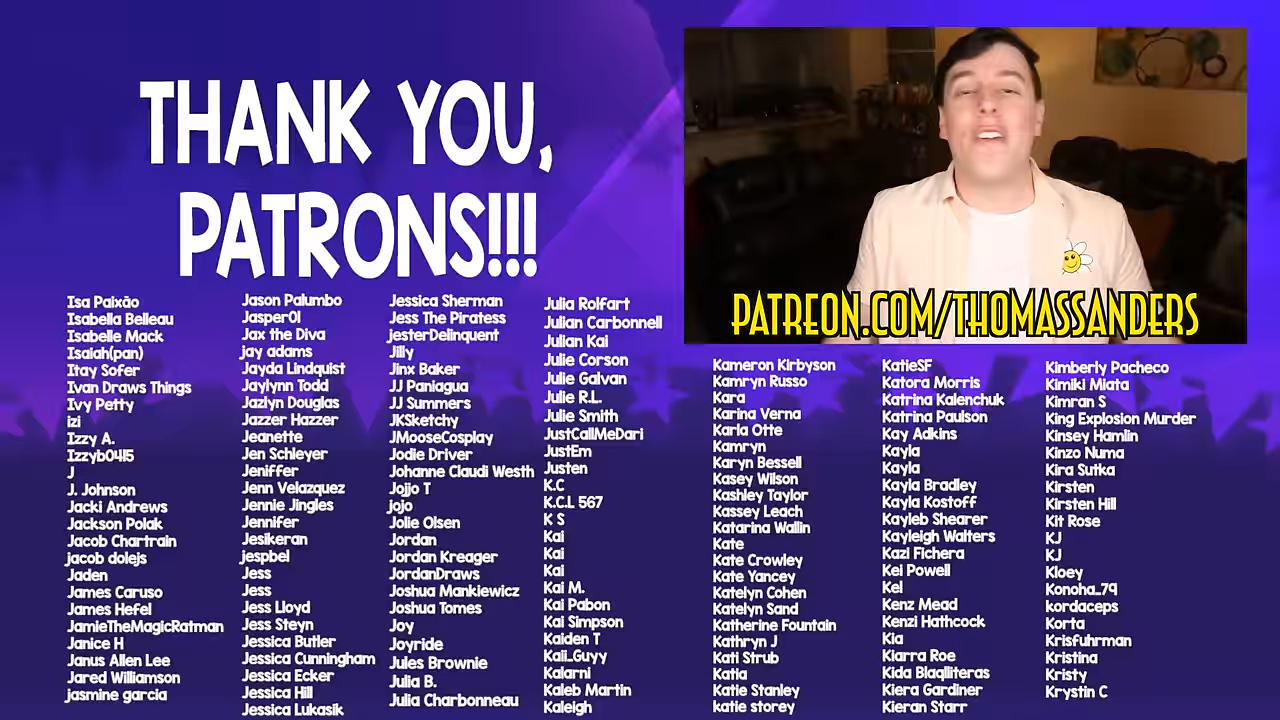 THANK YOU,
PATRONS!!!
PATREON.COM/THOMASSANDERS
Isa Paixão
Isabella Belleau
Isabelle Mack
Isaiah(pan)
Itay Sofer
Ivan Draws Things
Ivy Petty
izi
Izzy A.
Izzyb0415
J
J. Johnson
Jacki Andrews
Jackson Polak
Jacob Chartrain
jacob dolejs
Jaden
James Caruso
James Hefel
JamieTheMagicRatman
Janice H
Janus Allen Lee
Jared Williamson
jasmine garcia
Jason Palumbo
Jasper01
Jax the Diva
jay adams
Jayda Lindquist
Jaylynn Todd
Jazlyn Douglas
Jazzer Hazzer
Jeanette
Jen Schleyer
Jeniffer
Jenn Velazquez
Jennie Jingles
Jennifer
Jesikeran
jespbel
Jess
Jess
Jess Lloyd
Jess Steyn
Jessica Butler
Jessica Cunningham
Jessica Ecker
Jessica Hill
Jessica Lukasik
Jessica Sherman
Jess The Piratess
jesterDelinquent
Jilly
Jinx Baker
JJ Paniagua
JJ Summers
JKSketchy
JMooseCosplay
Jodie Driver
Johanne Claudi Westh
Jojjo T
jojo
Jolie Olsen
Jordan
Jordan Kreager
JordanDraws
Joshua Mankiewicz
Joshua Tomes
Joy
Joyride
Jules Brownie
Julia B.
Julia Charbonneau
Julia Rolfart
Julian Carbonnell
Julian Kai
Julie Corson
Julie Galvan
Julie R.L.
Julie Smith
JustCallMeDari
JustEm
Justen
K.C
K.C.L 567
K S
Kai
Kai
Kai
Kai M.
Kai Pabon
Kai Simpson
Kaiden T
Kaii_Guyy
Kalarni
Kaleb Martin
Kaleigh
Kameron Kirbyson
Kamryn Russo
Kara
Karina Verna
Karla Otte
Kamryn
Karyn Bessell
Kasey Wilson
Kashley Taylor
Kassey Leach
Katarina Wallin
Kate
Kate Crowley
Kate Yancey
Katelyn Cohen
Katelyn Sand
Katherine Fountain
Kathryn J
Kati Strub
Katia
Katie Stanley
katie storey
KatieSF
Katora Morris
Katrina Kalenchuk
Katrina Paulson
Kay Adkins
Kayla
Kayla
Kayla Bradley
Kayla Kostoff
Kayleb Shearer
Kayleigh Walters
Kazi Fichera
Kei Powell
Kel
Kenz Mead
Kenzi Hathcock
Kia
Kiarra Roe
Kida Blaqlliteras
Kiera Gardiner
Kieran Starr
Kimberly Pacheco
Kimiki Miata
Kimran S
King Explosion Murder
Kinsey Hamlin
Kinzo Numa
Kira Sutka
Kirsten
Kirsten Hill
Kit Rose
KJ
KJ
Kloey
Konoha_79
kordaceps
Korta
Krisfuhrman
Kristina
Kristy
Krystin C